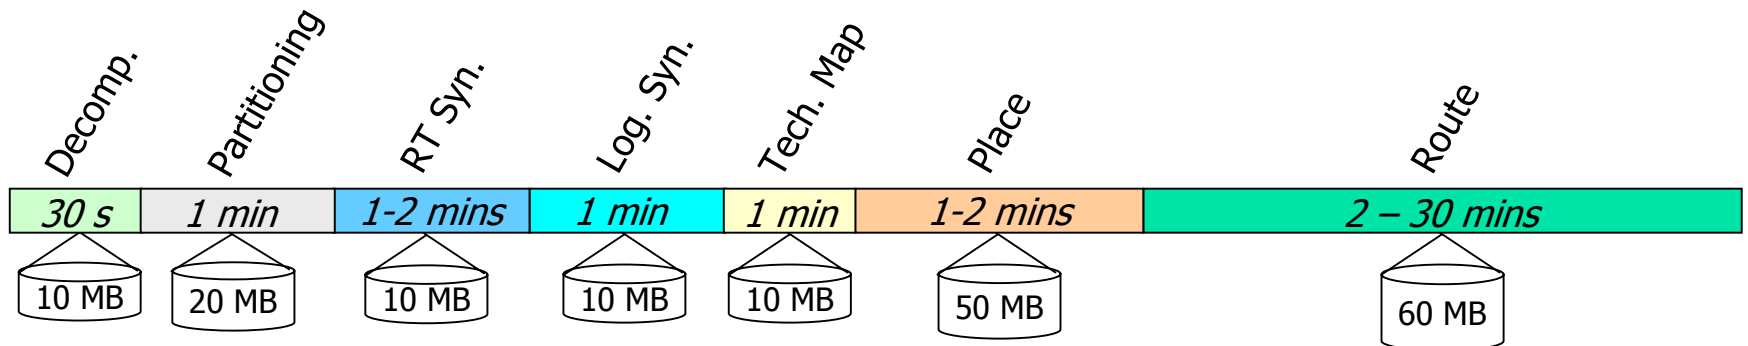 Decomp.
Partitioning
RT Syn.
Log. Syn.
Tech. Map
Place
Route
30 s
1 min
1-2 mins
1 min
1 min
1-2 mins
2 – 30 mins
10 MB
20 MB
10 MB
10 MB
10 MB
50 MB
60 MB